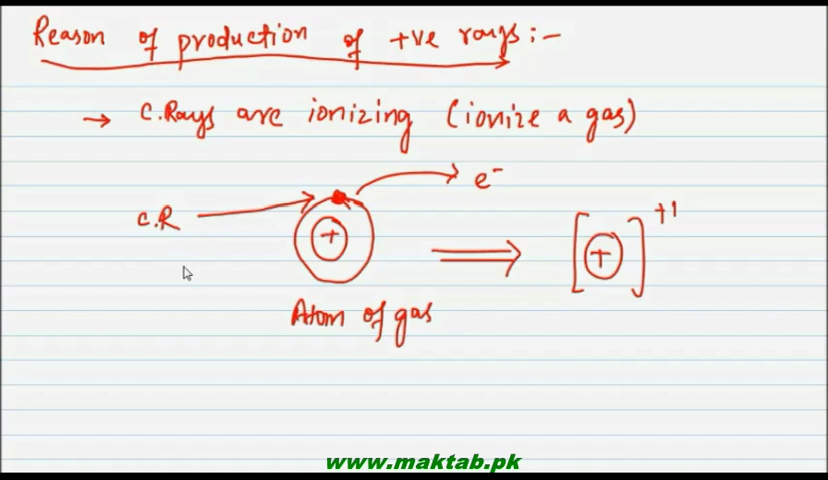 Reason of production of +ve rays:-
→ C.Rays are ionizing (ionize a gas)
e⁻
C.R
+
[+]⁺¹
Atom of gas
www.maktab.pk